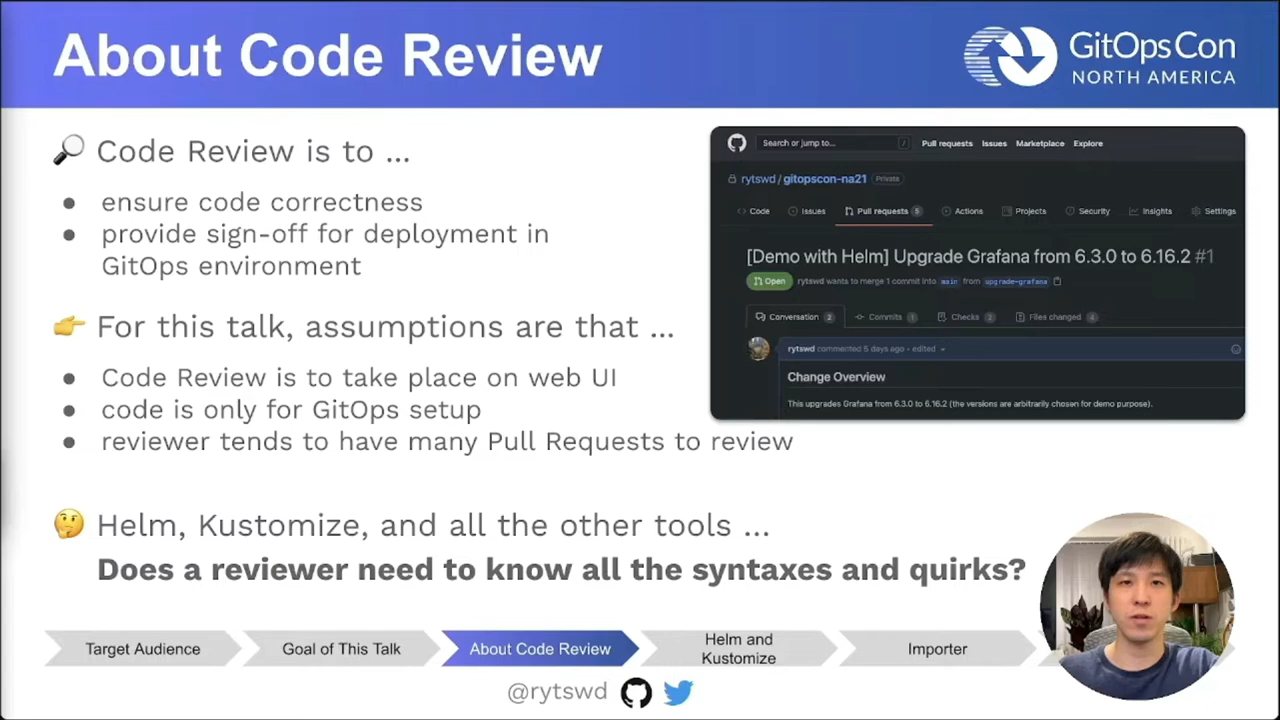 About Code Review
GitOpsCon
NORTH AMERICA
Code Review is to ...
ensure code correctness
provide sign-off for deployment in
GitOps environment
For this talk, assumptions are that ...
Code Review is to take place on web UI
code is only for GitOps setup
reviewer tends to have many Pull Requests to review
Helm, Kustomize, and all the other tools ...
Does a reviewer need to know all the syntaxes and quirks?
Search or jump to... /
Pull requests Issues Marketplace Explore
rytswd / gitopscon-na21 Private
Code Issues Pull requests 5 Actions Projects Security Insights Settings
[Demo with Helm] Upgrade Grafana from 6.3.0 to 6.16.2 #1
Open rytswd wants to merge 1 commit into main from upgrade-grafana
Conversation 2 Commits 1 Checks 2 Files changed 4
rytswd commented 5 days ago • edited
Change Overview
This upgrades Grafana from 6.3.0 to 6.16.2 (the versions are arbitrarily chosen for demo purpose).
Target Audience
Goal of This Talk
About Code Review
Helm and
Kustomize
Importer
@rytswd